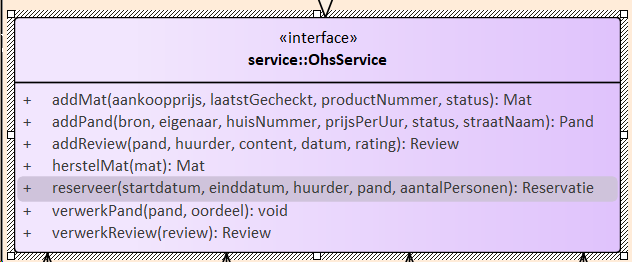 «interface»
service::OhsService
+ addMat(aankoopprijs, laatstGecheckt, productNummer, status): Mat
+ addPand(bron, eigenaar, huisNummer, prijsPerUur, status, straatNaam): Pand
+ addReview(pand, huurder, content, datum, rating): Review
+ herstelMat(mat): Mat
+ reserveer(startdatum, einddatum, huurder, pand, aantalPersonen): Reservatie
+ verwerkPand(pand, oordeel): void
+ verwerkReview(review): Review